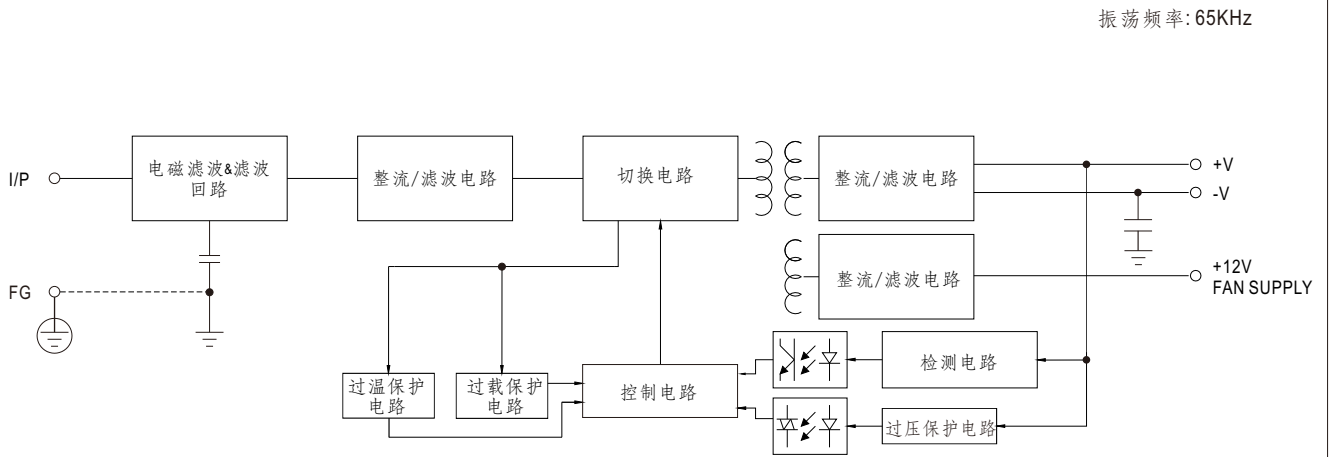 振荡频率: 65KHz
I/P
电磁滤波&滤波
回路
整流/滤波电路
切换电路
整流/滤波电路
+V
-V
整流/滤波电路
+12V
FAN SUPPLY
FG
过温保护
电路
过载保护
电路
控制电路
检测电路
过压保护电路